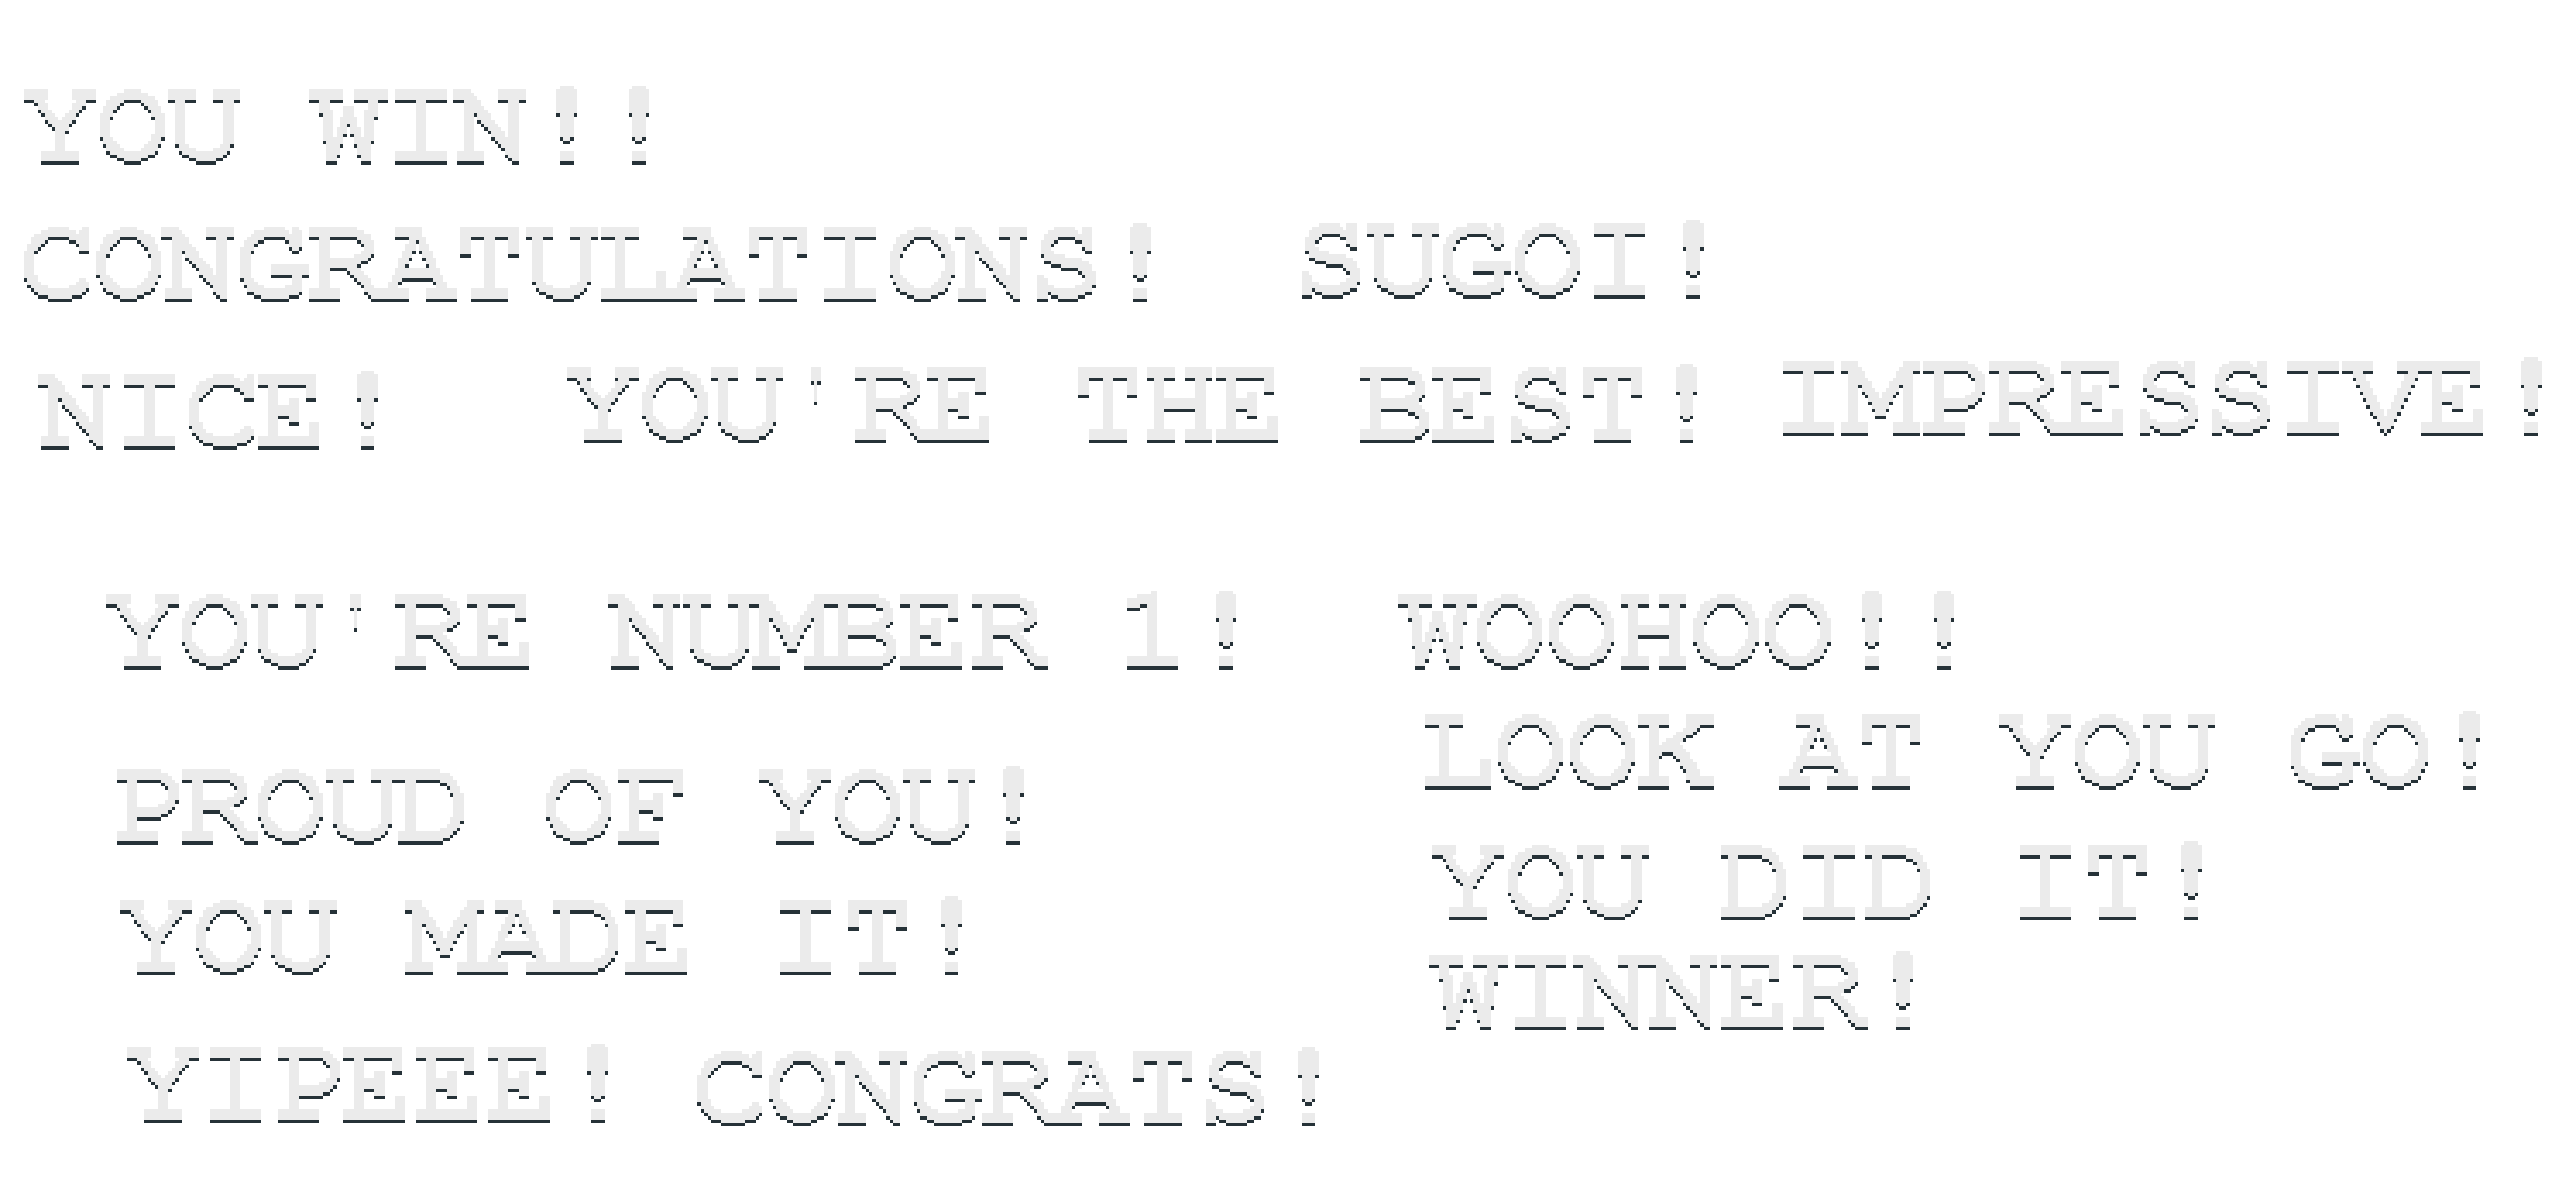 YOU WIN!!
CONGRATULATIONS! SUGOI!
NICE! YOU'RE THE BEST! IMPRESSIVE!
YOU'RE NUMBER 1! WOOHOO!!
LOOK AT YOU GO!
PROUD OF YOU!
YOU DID IT!
YOU MADE IT!
WINNER!
YIPEEE! CONGRATS!